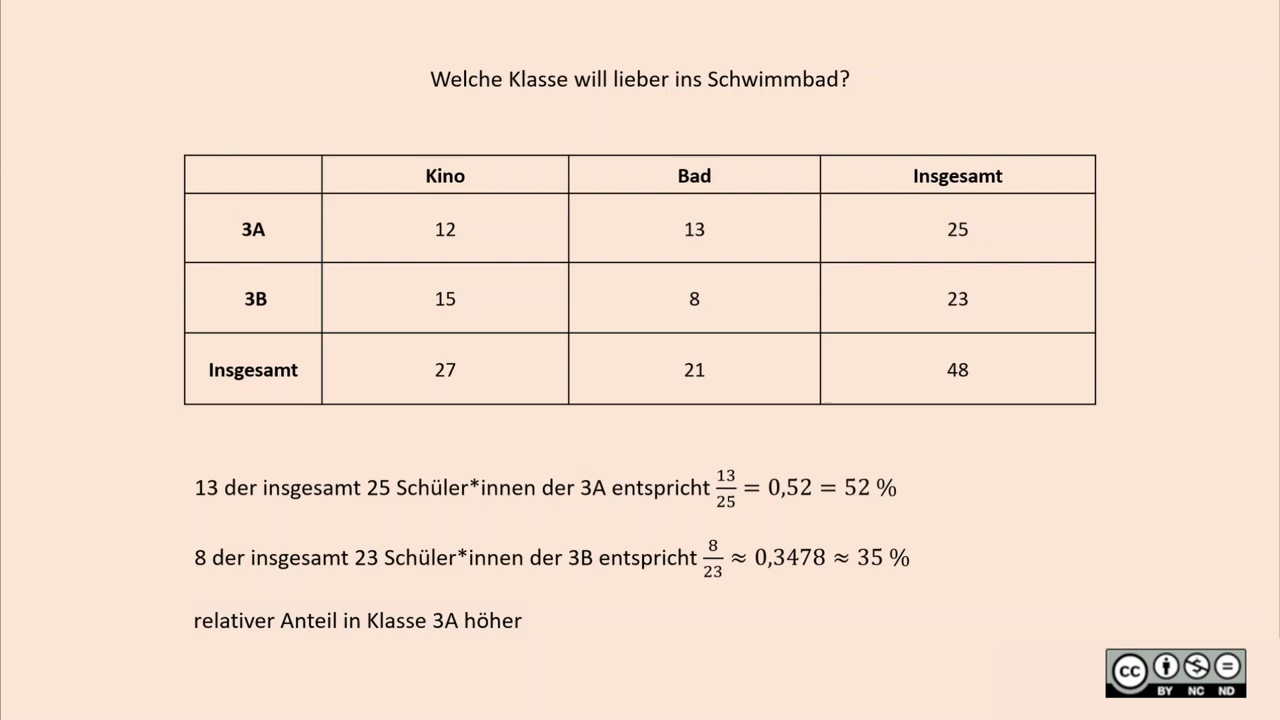 Welche Klasse will lieber ins Schwimmbad?
Kino Bad Insgesamt
3A 12 13 25
3B 15 8 23
Insgesamt 27 21 48
13 der insgesamt 25 Schüler*innen der 3A entspricht 13/25 = 0,52 = 52 %
8 der insgesamt 23 Schüler*innen der 3B entspricht 8/23 ≈ 0,3478 ≈ 35 %
relativer Anteil in Klasse 3A höher
CC BY NC ND